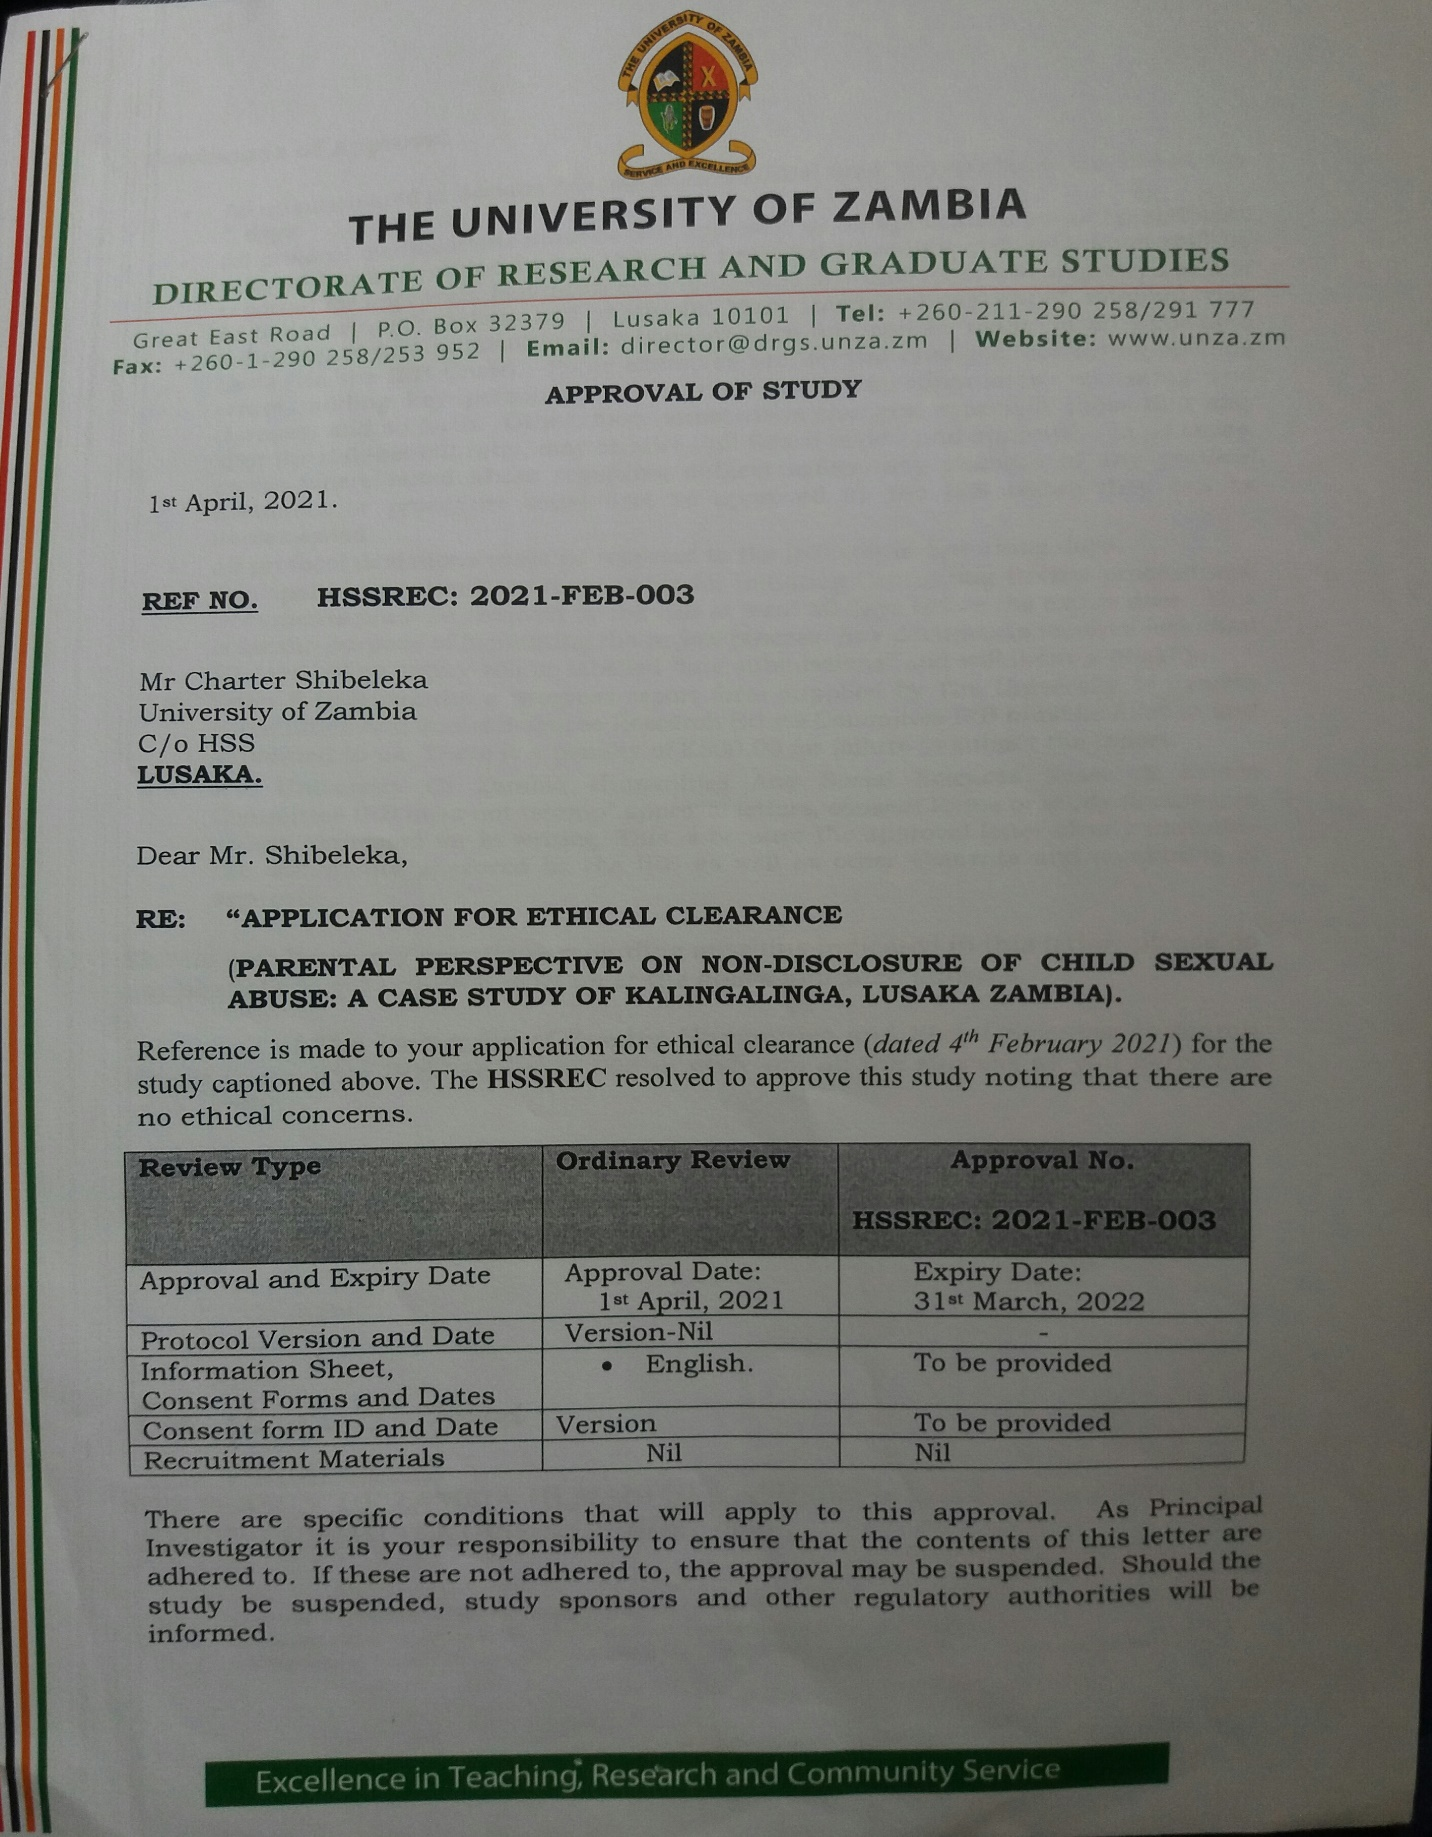 THE UNIVERSITY OF ZAMBIA
SERVICE AND EXCELLENCE
THE UNIVERSITY OF ZAMBIA
DIRECTORATE OF RESEARCH AND GRADUATE STUDIES
Great East Road | P.O. Box 32379 | Lusaka 10101 | Tel: +260-211-290 258/291 777
Fax: +260-1-290 258/253 952 | Email: director@drgs.unza.zm | Website: www.unza.zm
APPROVAL OF STUDY
1st April, 2021.
REF NO. HSSREC: 2021-FEB-003
Mr Charter Shibeleka
University of Zambia
C/o HSS
LUSAKA.
Dear Mr. Shibeleka,
RE: “APPLICATION FOR ETHICAL CLEARANCE
(PARENTAL PERSPECTIVE ON NON-DISCLOSURE OF CHILD SEXUAL
ABUSE: A CASE STUDY OF KALINGALINGA, LUSAKA ZAMBIA).
Reference is made to your application for ethical clearance (dated 4th February 2021) for the
study captioned above. The HSSREC resolved to approve this study noting that there are
no ethical concerns.
Review Type Ordinary Review Approval No.
HSSREC: 2021-FEB-003
Approval and Expiry Date Approval Date: Expiry Date:
1st April, 2021 31st March, 2022
Protocol Version and Date Version-Nil -
Information Sheet, • English. To be provided
Consent Forms and Dates
Consent form ID and Date Version To be provided
Recruitment Materials Nil Nil
There are specific conditions that will apply to this approval. As Principal
Investigator it is your responsibility to ensure that the contents of this letter are
adhered to. If these are not adhered to, the approval may be suspended. Should the
study be suspended, study sponsors and other regulatory authorities will be
informed.
Excellence in Teaching, Research and Community Service